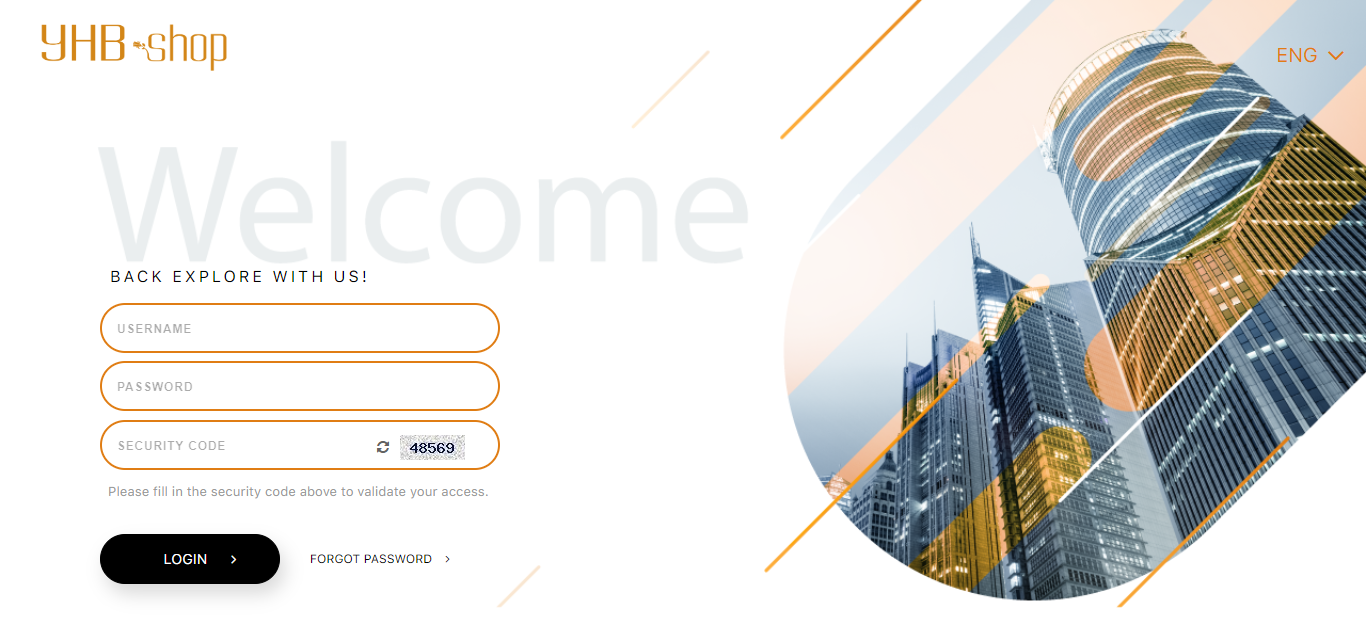 YHB shop
ENG
Welcome
BACK EXPLORE WITH US!
USERNAME
PASSWORD
SECURITY CODE 48569
Please fill in the security code above to validate your access.
LOGIN
FORGOT PASSWORD